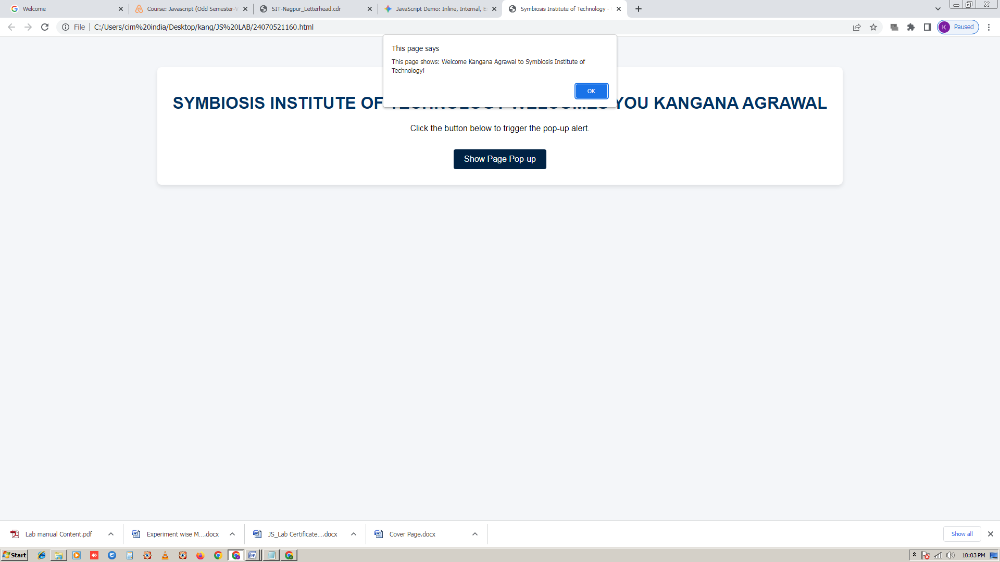 Welcome
Course: Javascript (Odd Semester-V
SIT-Nagpur_Letterhead.cdr
JavaScript Demo: Inline, Internal, E
Symbiosis Institute of Technology -
File
C:/Users/cim%20india/Desktop/kang/JS%20LAB/24070521160.html
K
Paused
This page says
This page shows: Welcome Kangana Agrawal to Symbiosis Institute of
Technology!
OK
SYMBIOSIS INSTITUTE OF TECHNOLOGY WELCOMES YOU KANGANA AGRAWAL
Click the button below to trigger the pop-up alert.
Show Page Pop-up
Lab manual Content.pdf
Experiment wise M....docx
JS_Lab Certificate....docx
Cover Page.docx
Show all
Start
10:03 PM